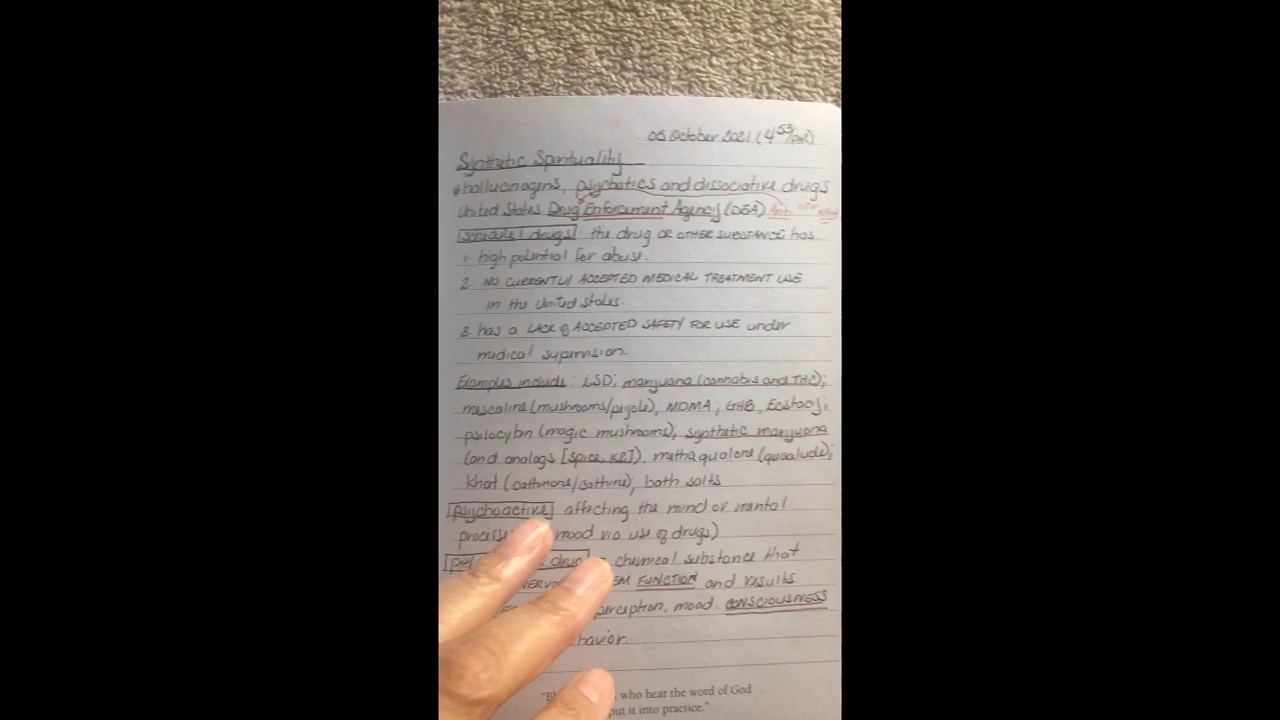 05 October 2021 (4 53/PM)
Synthetic Spirituality
*hallucinogens, psychotics and dissociative drugs
United States Drug Enforcement Agency (DEA) Anti
schedule I drugs: the drug OR OTHER SUBSTANCE has.
1. high potential for abuse.
2. NO CURRENTLY ACCEPTED MEDICAL TREATMENT USE
in the United States.
3. has a LACK of ACCEPTED SAFETY FOR USE under
medical supervision.
Examples include: LSD; marijuana (cannabis and THC);
mescaline (mushrooms/peyote), MDMA; GHB, Ecstacy;
psilocybin (magic mushrooms); synthetic marijuana
(and analogs [spice, K2]), methaqualone (quaalude);
Khat (cathinone/cathine); bath salts
psychoactive affecting the mind or mental
mood via use of drugs)
drug a chemical substance that
FUNCTION and results
perception, mood. CONSCIOUSNESS
who hear the word of God
put it into practice."